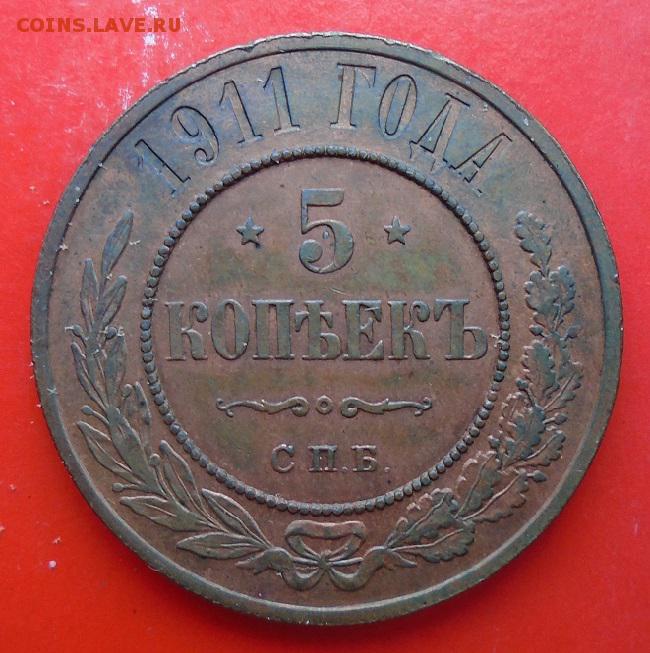 COINS.LAVE.RU
1911 ГОДА
5
КОПѢЕКЪ
С П.Б.